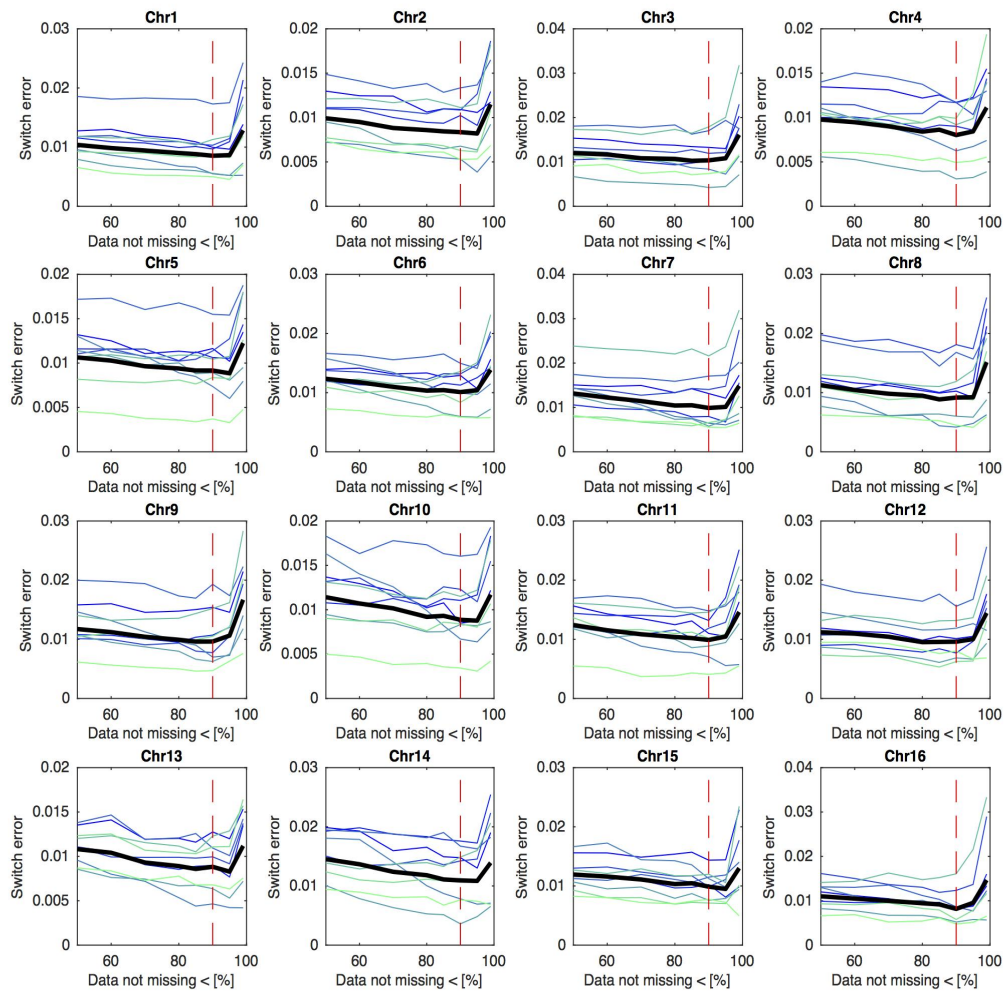 Chr1 Chr2 Chr3 Chr4
0.03 0.015 0.04 0.02
0.02 0.03 0.015
0.01 0.02 0.01
0.005 0.01 0.005
0 0 0 0
Switch error Switch error Switch error Switch error
60 80 100 60 80 100 60 80 100 60 80 100
Data not missing < [%] Data not missing < [%] Data not missing < [%] Data not missing < [%]
Chr5 Chr6 Chr7 Chr8
0.02 0.03 0.04 0.03
0.015 0.02 0.03 0.02
0.01 0.01 0.02 0.01
0.005 0.01
0 0 0 0
Switch error Switch error Switch error Switch error
60 80 100 60 80 100 60 80 100 60 80 100
Data not missing < [%] Data not missing < [%] Data not missing < [%] Data not missing < [%]
Chr9 Chr10 Chr11 Chr12
0.03 0.02 0.03 0.03
0.02 0.015 0.02 0.02
0.01 0.01 0.01 0.01
0.005
0 0 0 0
Switch error Switch error Switch error Switch error
60 80 100 60 80 100 60 80 100 60 80 100
Data not missing < [%] Data not missing < [%] Data not missing < [%] Data not missing < [%]
Chr13 Chr14 Chr15 Chr16
0.02 0.03 0.03 0.04
0.015 0.02 0.02 0.03
0.01 0.01 0.01 0.02
0.005 0.01
0 0 0 0
Switch error Switch error Switch error Switch error
60 80 100 60 80 100 60 80 100 60 80 100
Data not missing < [%] Data not missing < [%] Data not missing < [%] Data not missing < [%]